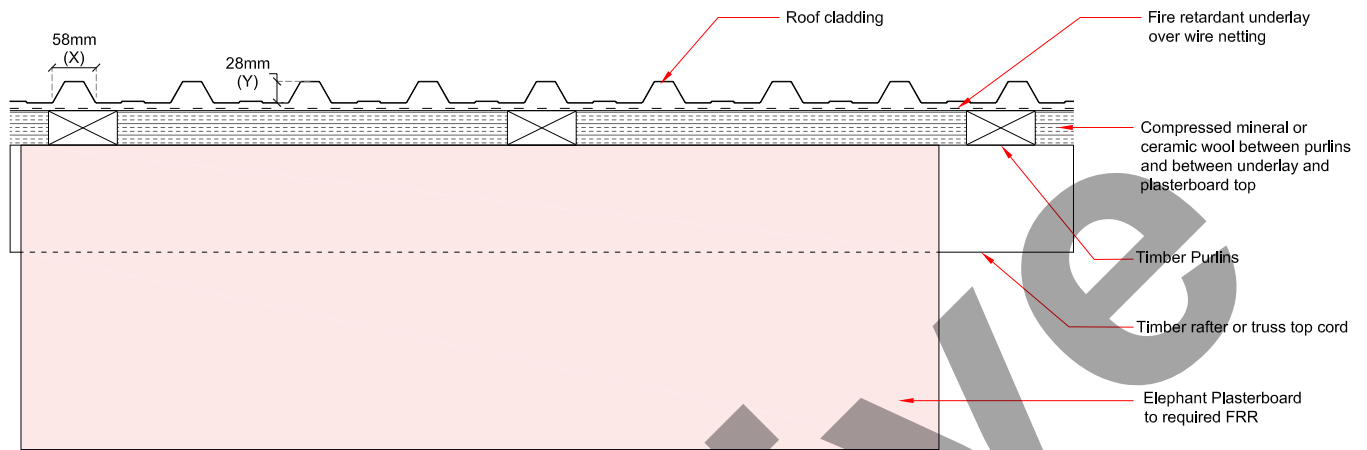 Roof cladding
Fire retardant underlay
over wire netting
58mm
(X)
28mm
(Y)
Compressed mineral or
ceramic wool between purlins
and between underlay and
plasterboard top
Timber Purlins
Timber rafter or truss top cord
Elephant Plasterboard
to required FRR